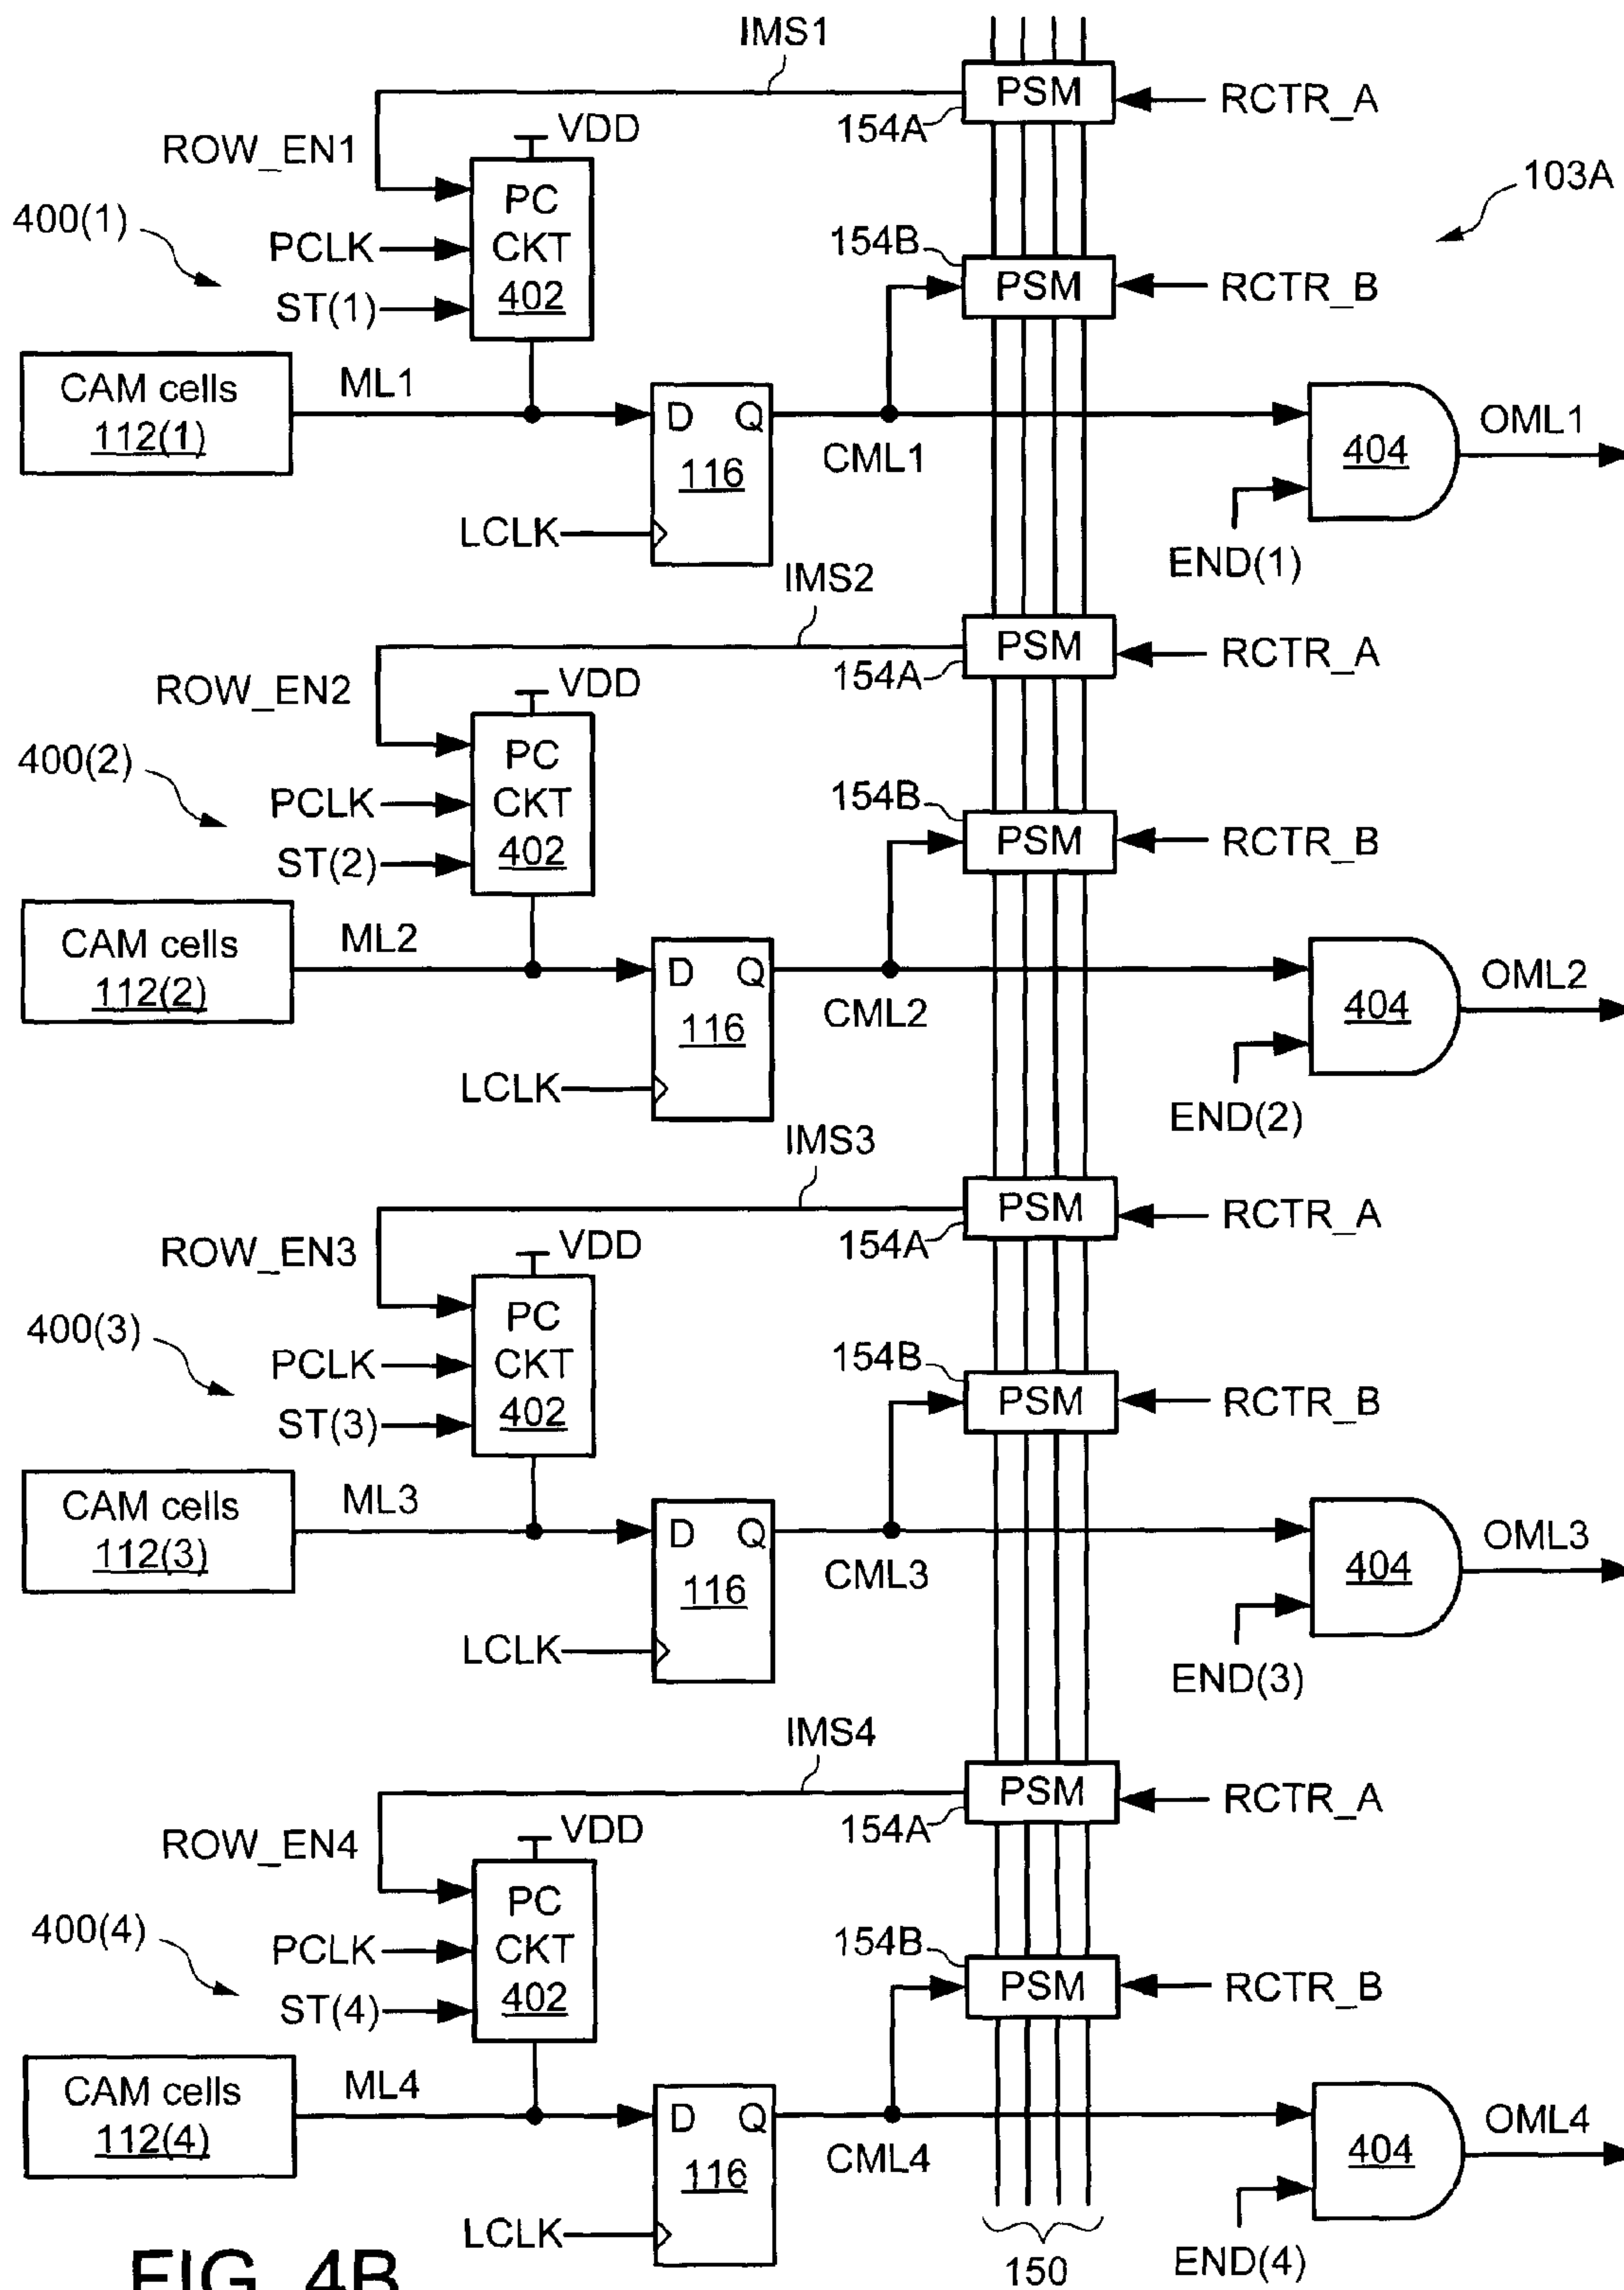 IMS1
PSM
RCTR_A
154A
ROW_EN1
VDD
103A
PC
CKT
402
400(1)
PCLK
ST(1)
154B
PSM
RCTR_B
CAM cells
112(1)
ML1
D Q
116
CML1
LCLK
404
OML1
END(1)
IMS2
PSM
RCTR_A
154A
ROW_EN2
VDD
PC
CKT
402
400(2)
PCLK
ST(2)
154B
PSM
RCTR_B
CAM cells
112(2)
ML2
D Q
116
CML2
LCLK
404
OML2
END(2)
IMS3
PSM
RCTR_A
154A
ROW_EN3
VDD
PC
CKT
402
400(3)
PCLK
ST(3)
154B
PSM
RCTR_B
CAM cells
112(3)
ML3
D Q
116
CML3
LCLK
404
OML3
END(3)
IMS4
PSM
RCTR_A
154A
ROW_EN4
VDD
PC
CKT
402
400(4)
PCLK
ST(4)
154B
PSM
RCTR_B
CAM cells
112(4)
ML4
D Q
116
CML4
LCLK
404
OML4
END(4)
150
FIG. 4B